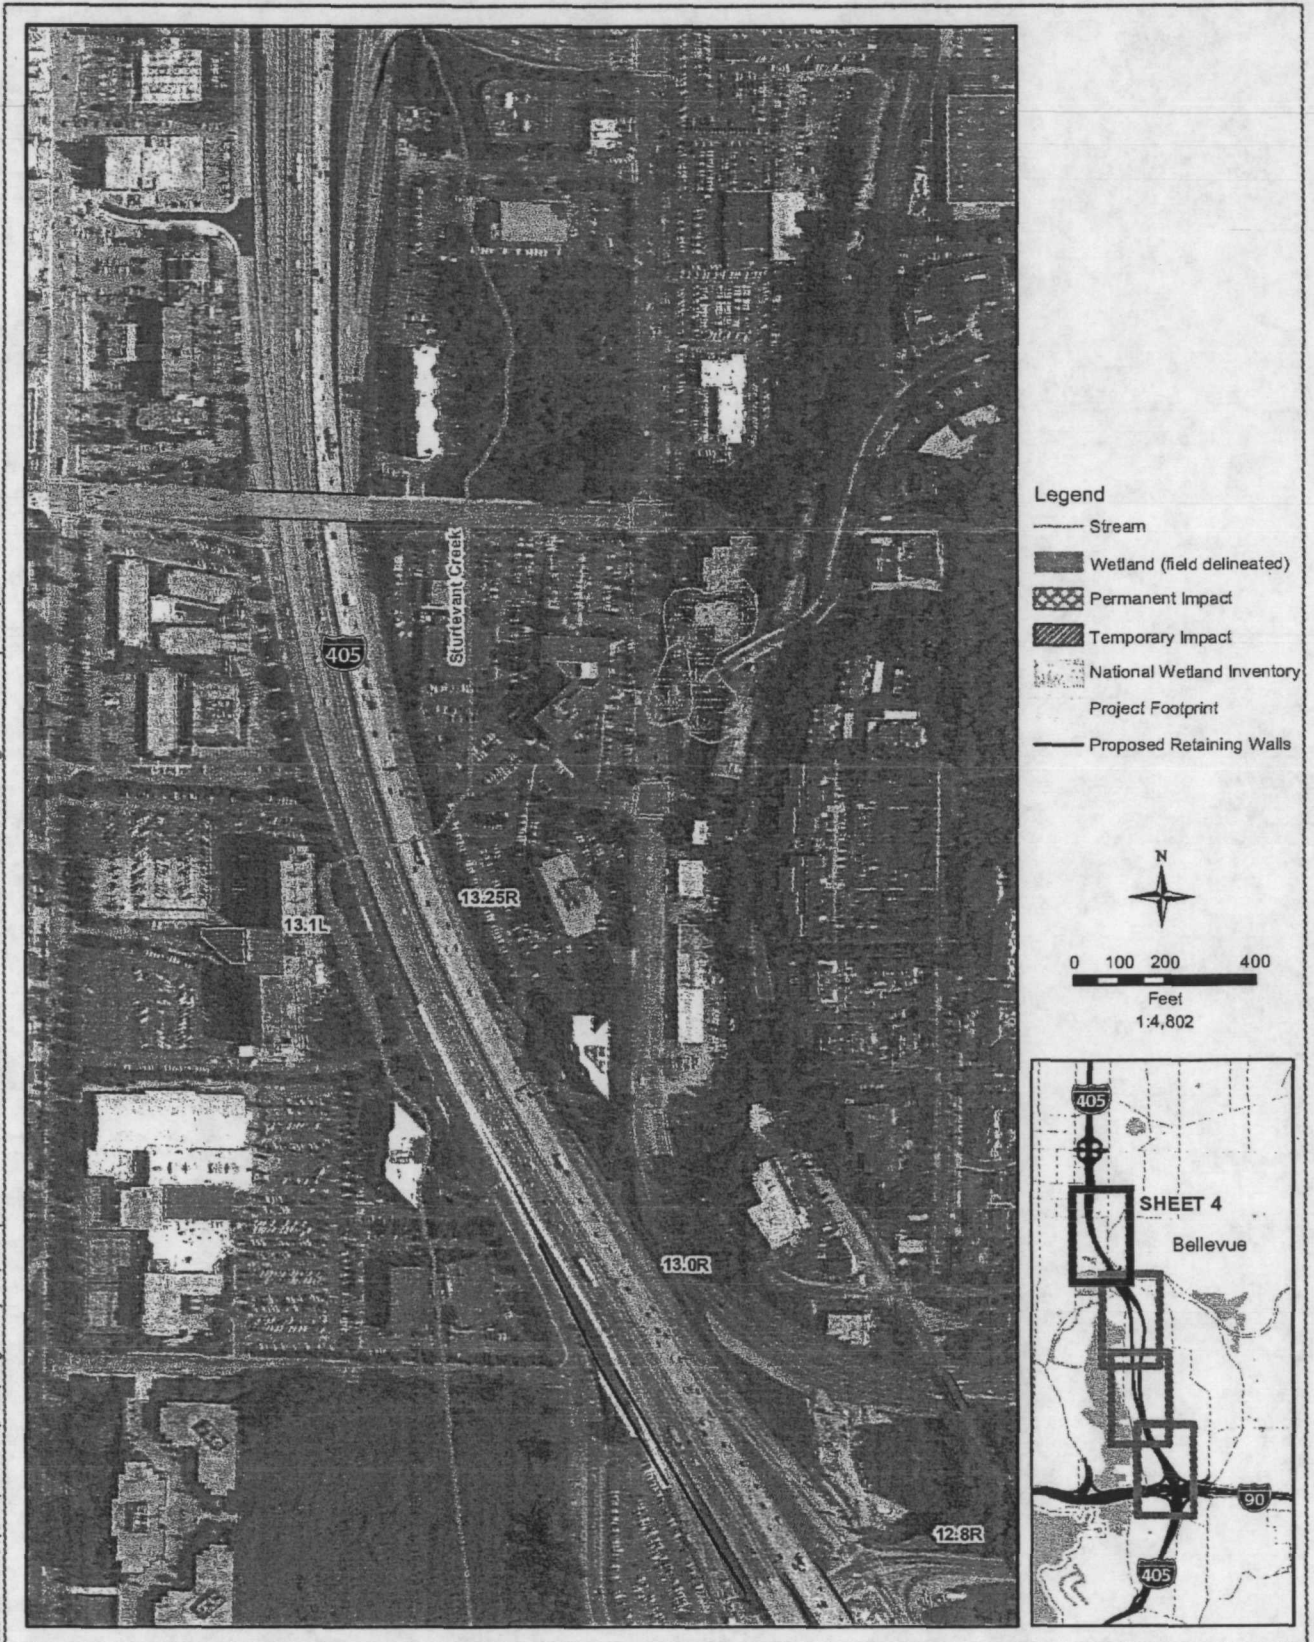 Sturtevant Creek
405
13.25R
13.1L
13.0R
12.8R
Legend
Stream
Wetland (field delineated)
Permanent Impact
Temporary Impact
National Wetland Inventory
Project Footprint
Proposed Retaining Walls
N
0 100 200 400
Feet
1:4,802
405
SHEET 4
Bellevue
90
405